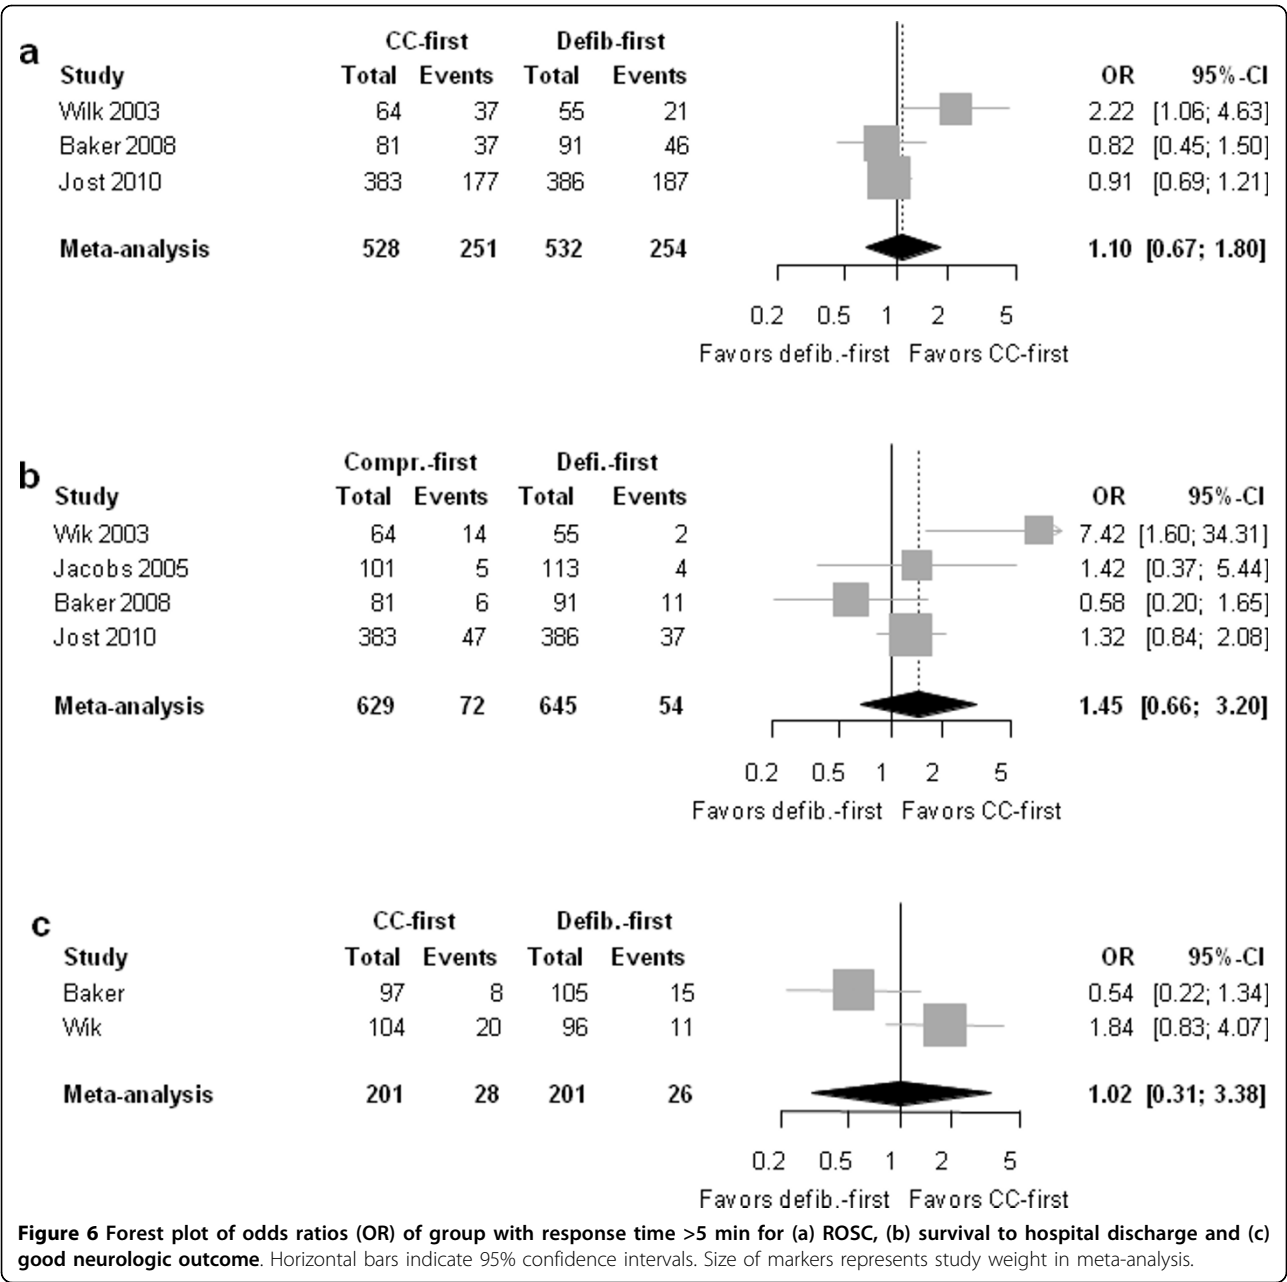 a
CC-first Defib-first
Study Total Events Total Events OR 95%-CI
Wilk 2003 64 37 55 21 2.22 [1.06; 4.63]
Baker 2008 81 37 91 46 0.82 [0.45; 1.50]
Jost 2010 383 177 386 187 0.91 [0.69; 1.21]
Meta-analysis 528 251 532 254 1.10 [0.67; 1.80]
0.2 0.5 1 2 5
Favors defib.-first Favors CC-first
b
Compr.-first Defi.-first
Study Total Events Total Events OR 95%-CI
Wik 2003 64 14 55 2 7.42 [1.60; 34.31]
Jacobs 2005 101 5 113 4 1.42 [0.37; 5.44]
Baker 2008 81 6 91 11 0.58 [0.20; 1.65]
Jost 2010 383 47 386 37 1.32 [0.84; 2.08]
Meta-analysis 629 72 645 54 1.45 [0.66; 3.20]
0.2 0.5 1 2 5
Favors defib.-first Favors CC-first
c
CC-first Defib.-first
Study Total Events Total Events OR 95%-CI
Baker 97 8 105 15 0.54 [0.22; 1.34]
Wik 104 20 96 11 1.84 [0.83; 4.07]
Meta-analysis 201 28 201 26 1.02 [0.31; 3.38]
0.2 0.5 1 2 5
Favors defib.-first Favors CC-first
Figure 6 Forest plot of odds ratios (OR) of group with response time >5 min for (a) ROSC, (b) survival to hospital discharge and (c)
good neurologic outcome. Horizontal bars indicate 95% confidence intervals. Size of markers represents study weight in meta-analysis.